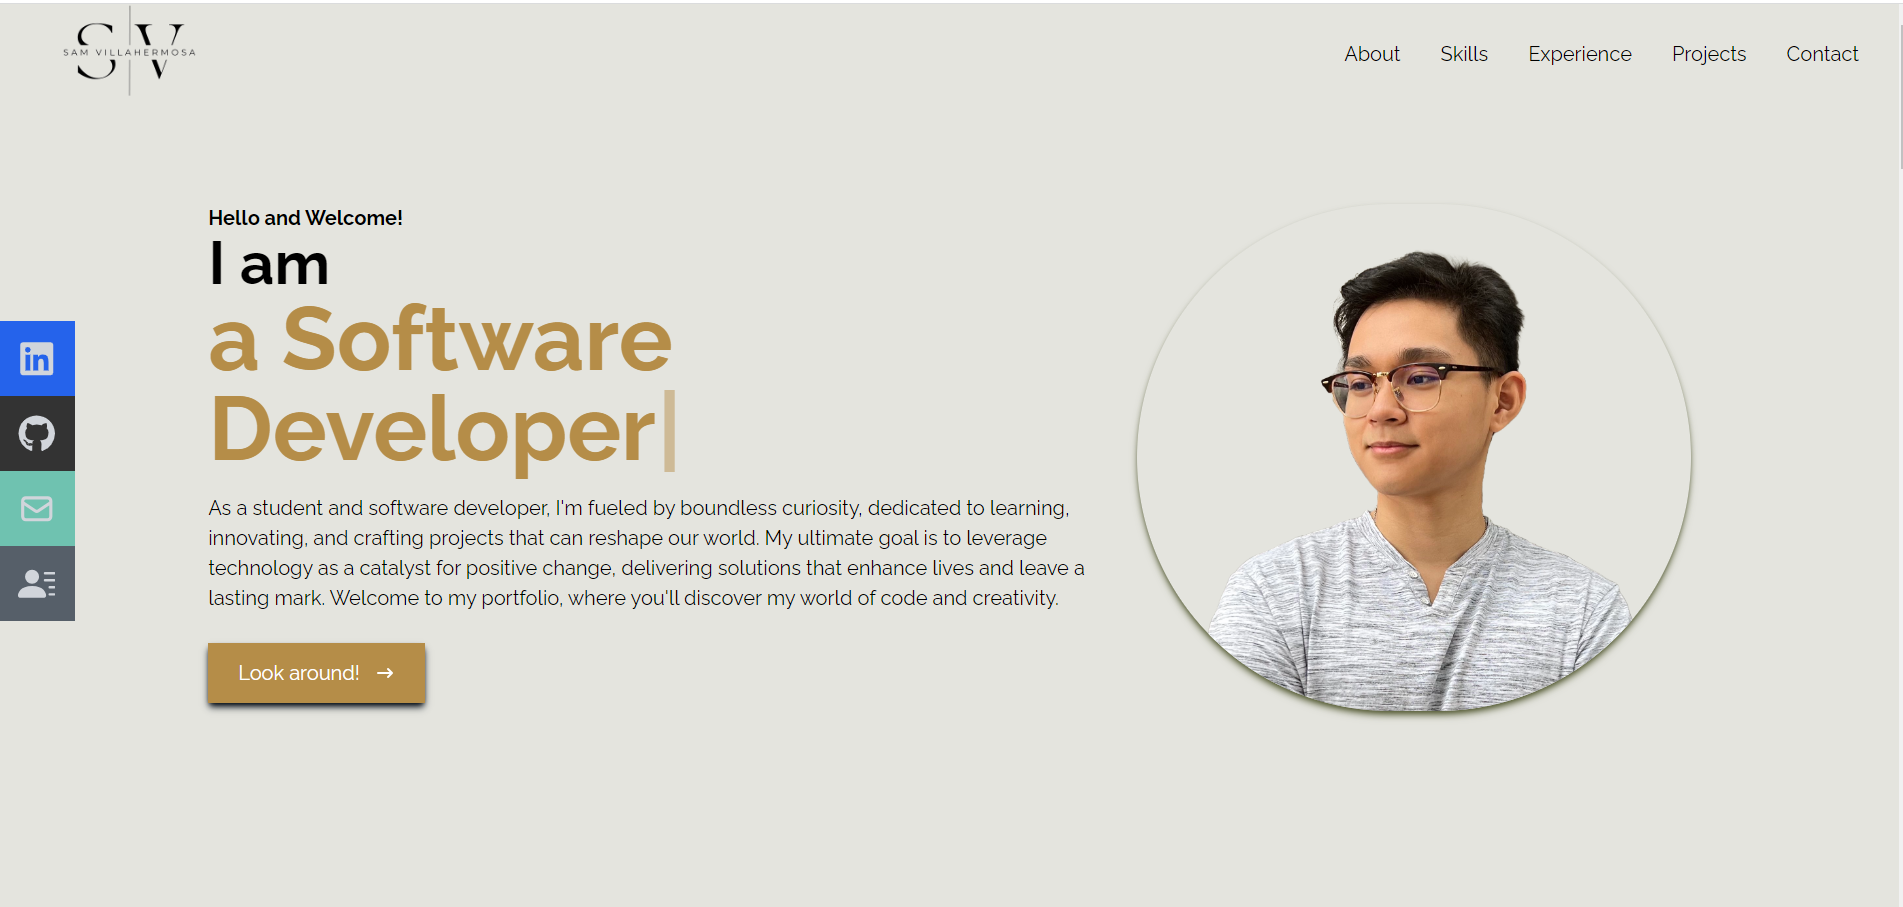 SV
SAM VILLAHERMOSA
About
Skills
Experience
Projects
Contact
Hello and Welcome!
I am
a Software
Developer|
in
As a student and software developer, I'm fueled by boundless curiosity, dedicated to learning,
innovating, and crafting projects that can reshape our world. My ultimate goal is to leverage
technology as a catalyst for positive change, delivering solutions that enhance lives and leave a
lasting mark. Welcome to my portfolio, where you'll discover my world of code and creativity.
Look around! →